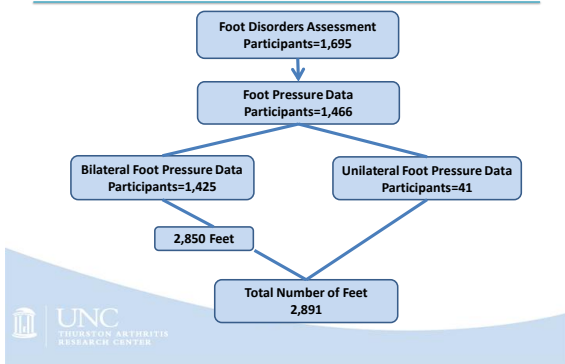 Foot Disorders Assessment
Participants=1,695
Foot Pressure Data
Participants=1,466
Bilateral Foot Pressure Data
Participants=1,425
Unilateral Foot Pressure Data
Participants=41
2,850 Feet
Total Number of Feet
2,891
UNC
THURSTON ARTHRITIS
RESEARCH CENTER